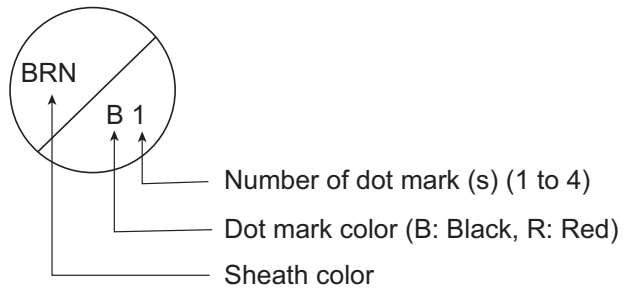 BRN
B 1
Number of dot mark (s) (1 to 4)
Dot mark color (B: Black, R: Red)
Sheath color